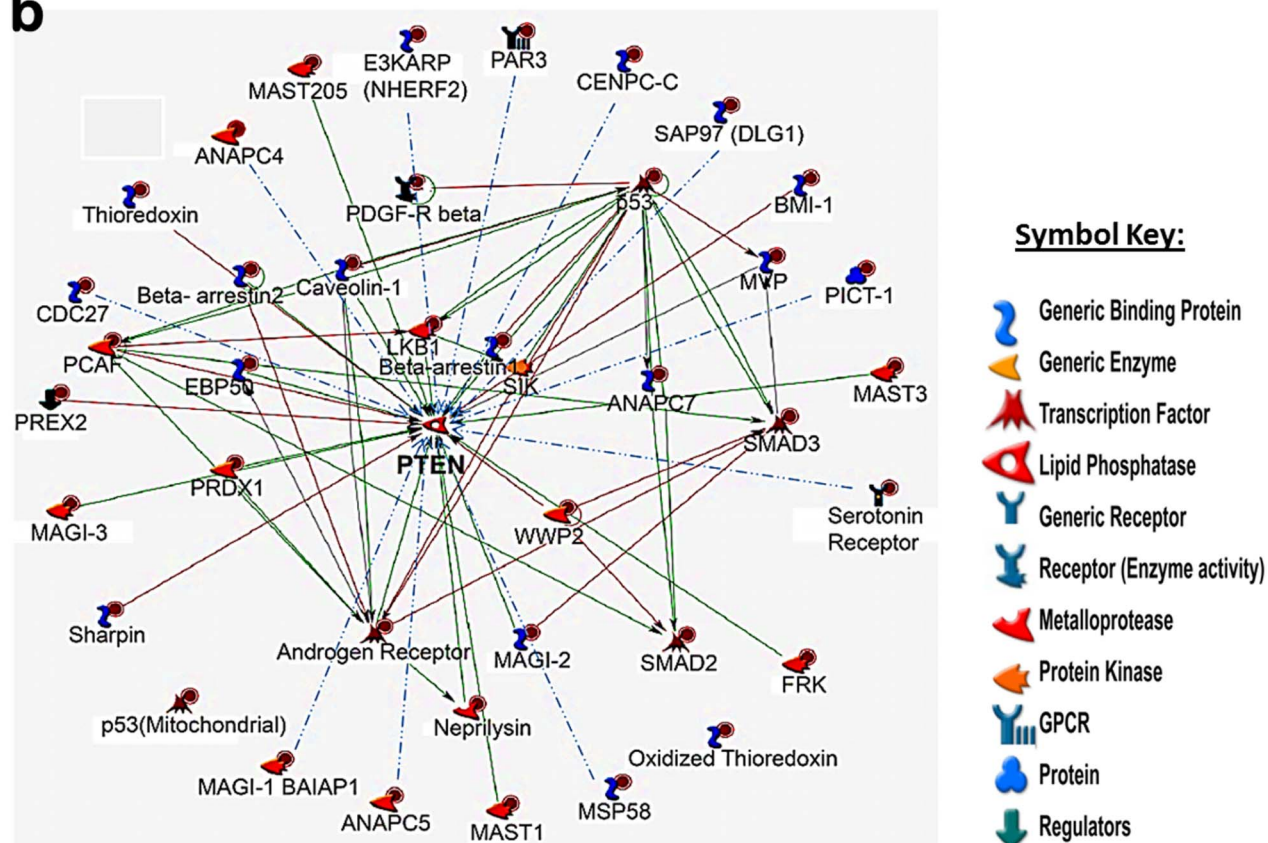 b
E3KARP
(NHERF2)
PAR3
CENPC-C
MAST205
SAP97 (DLG1)
ANAPC4
Thioredoxin
PDGF-R beta
p53
BMI-1
Beta- arrestin2
Caveolin-1
MVP
PICT-1
CDC27
PCAF
LKB1
Beta-arrestin1
SIK
EBP50
ANAPC7
MAST3
PREX2
SMAD3
PTEN
PRDX1
MAGI-3
WWP2
Serotonin
Receptor
Sharpin
Androgen Receptor
MAGI-2
SMAD2
FRK
p53(Mitochondrial)
Neprilysin
Oxidized Thioredoxin
MAGI-1 BAIAP1
ANAPC5
MAST1
MSP58
Symbol Key:
Generic Binding Protein
Generic Enzyme
Transcription Factor
Lipid Phosphatase
Generic Receptor
Receptor (Enzyme activity)
Metalloprotease
Protein Kinase
GPCR
Protein
Regulators